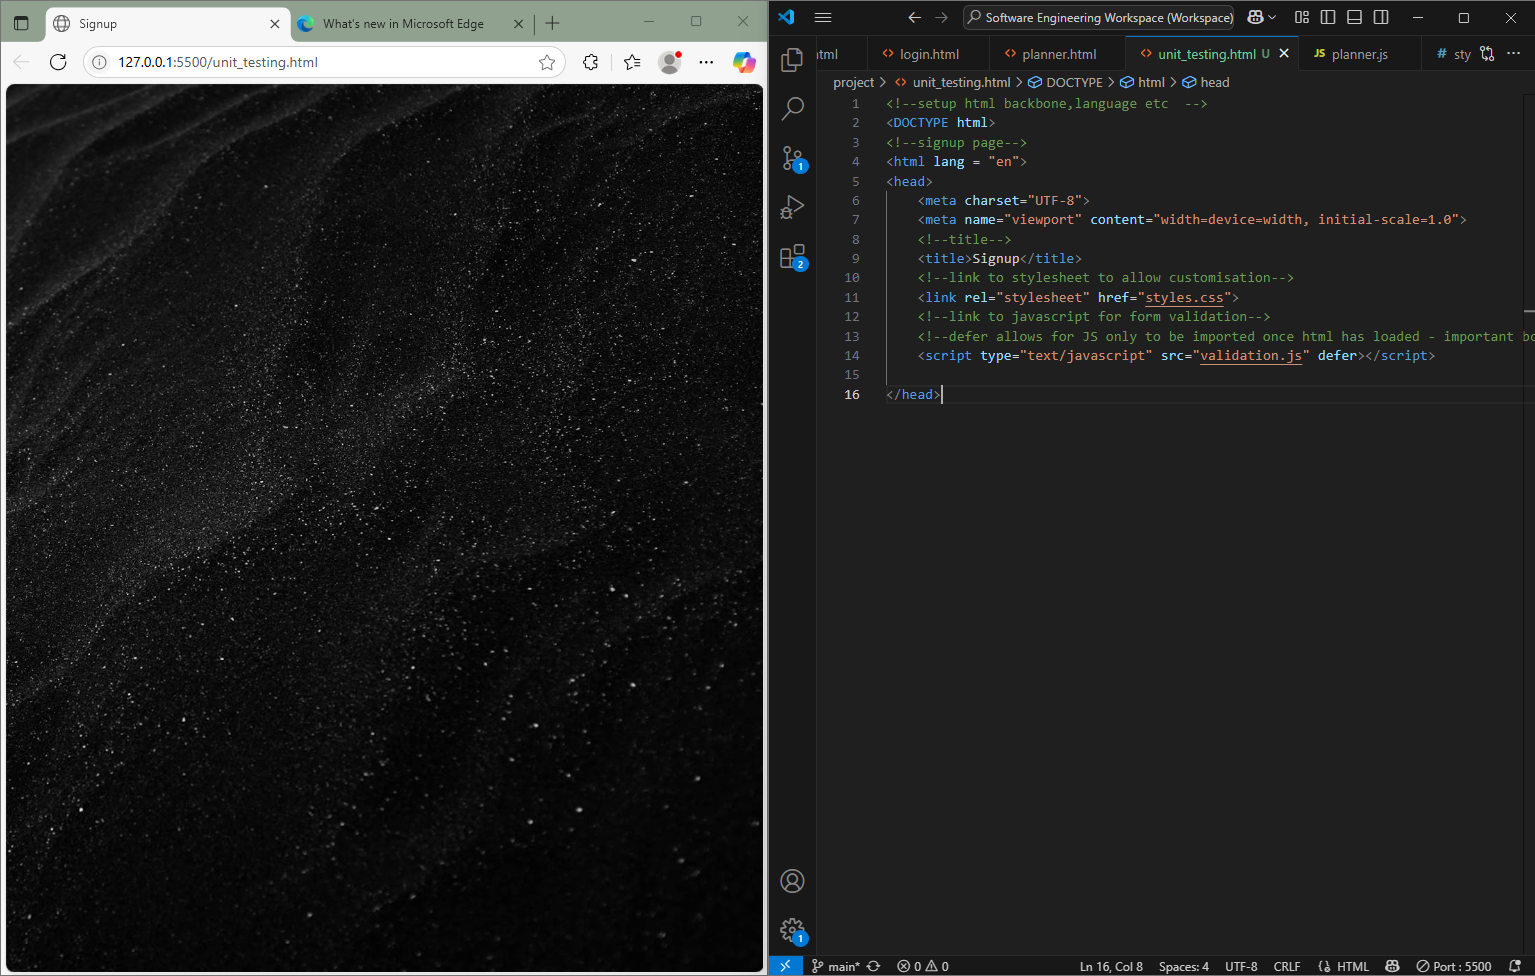 Signup
What's new in Microsoft Edge
127.0.0.1:5500/unit_testing.html
Software Engineering Workspace (Workspace)
tml
login.html
planner.html
unit_testing.html U
JS planner.js
# sty
project > unit_testing.html > DOCTYPE > html > head
1 <!--setup html backbone,language etc  -->
2 <DOCTYPE html>
3 <!--signup page-->
4 <html lang = "en">
5 <head>
6 <meta charset="UTF-8">
7 <meta name="viewport" content="width=device=width, initial-scale=1.0">
8 <!--title-->
9 <title>Signup</title>
10 <!--link to stylesheet to allow customisation-->
11 <link rel="stylesheet" href="styles.css">
12 <!--link to javascript for form validation-->
13 <!--defer allows for JS only to be imported once html has loaded - important bo
14 <script type="text/javascript" src="validation.js" defer></script>
15
16 </head>
1
2
1
main*
0
0
Ln 16, Col 8
Spaces: 4
UTF-8
CRLF
HTML
Port : 5500